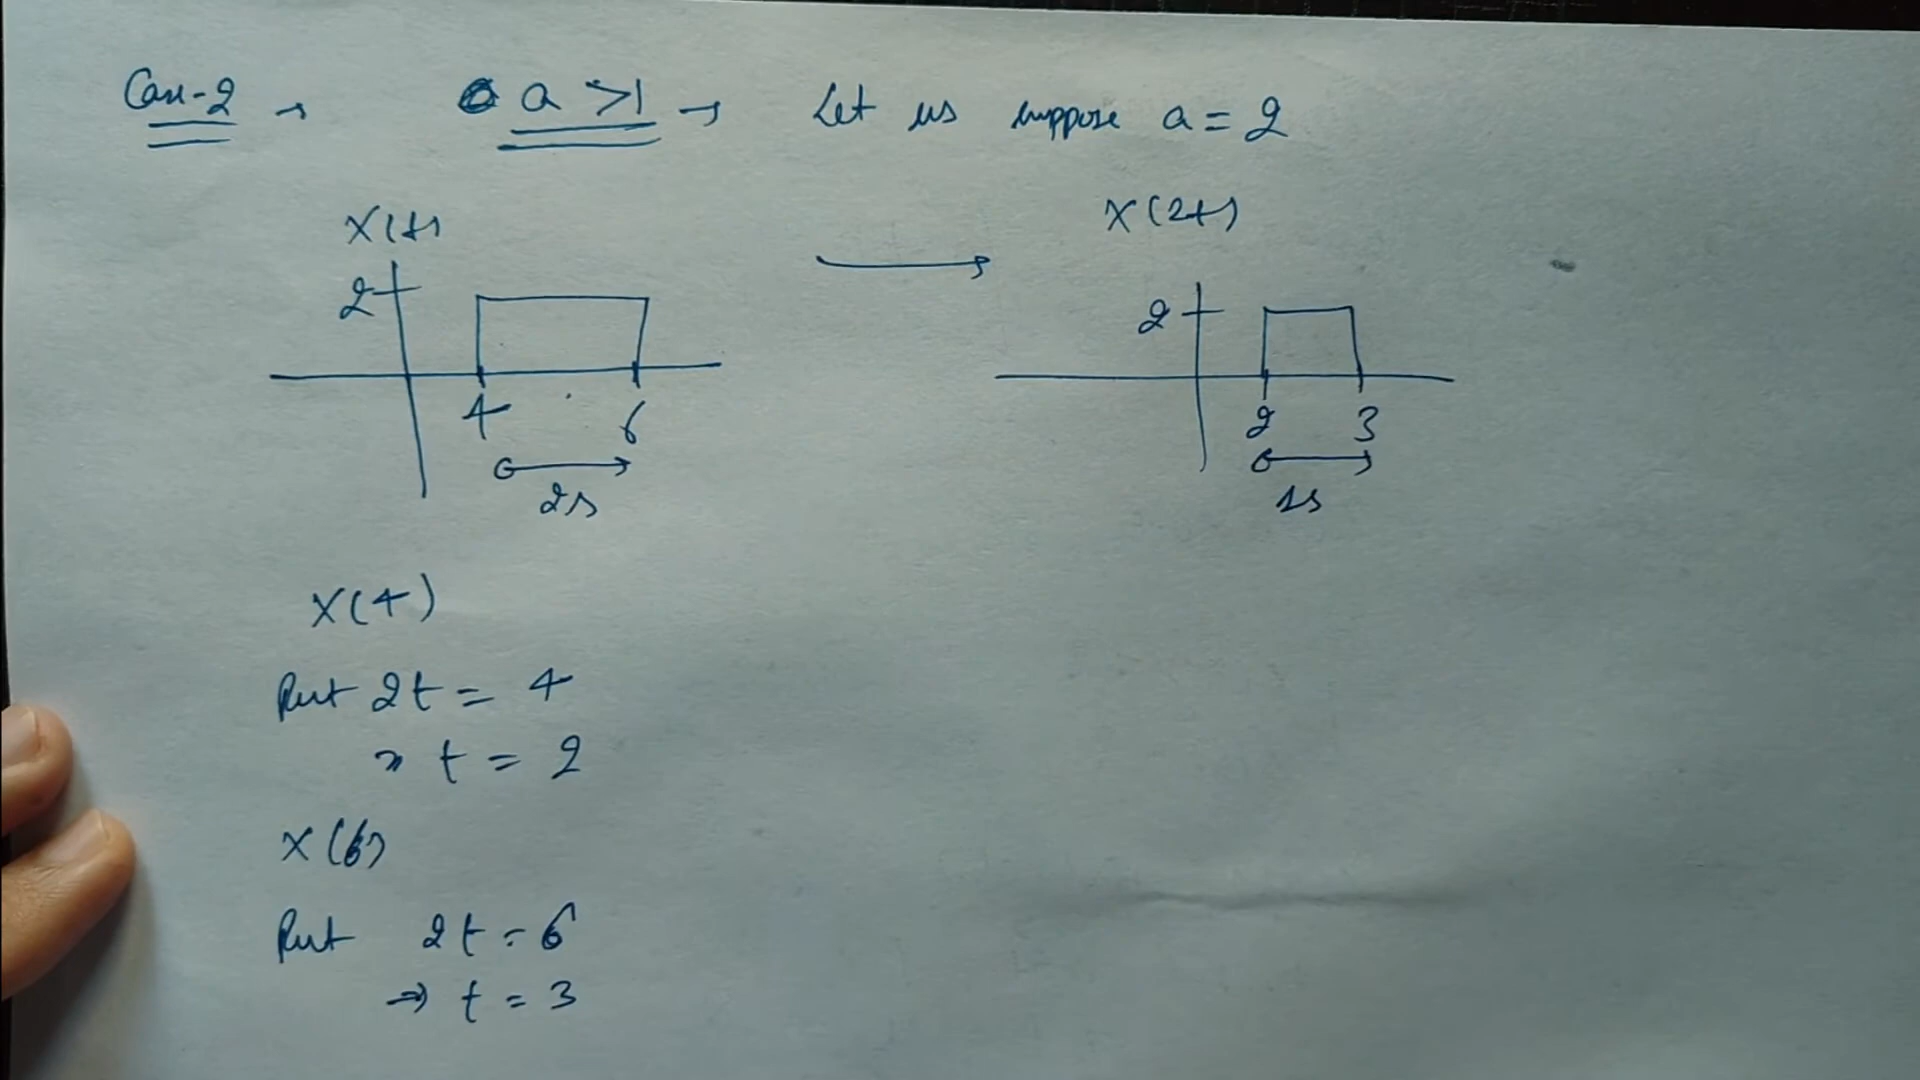 Case-2 → a >1 → Let us suppose a = 2
X(t) X(2t)
2 2
4 6 2 3
2s 1s
X(4)
Put 2t = 4
t = 2
X(6)
Put 2t = 6
⇒ t = 3